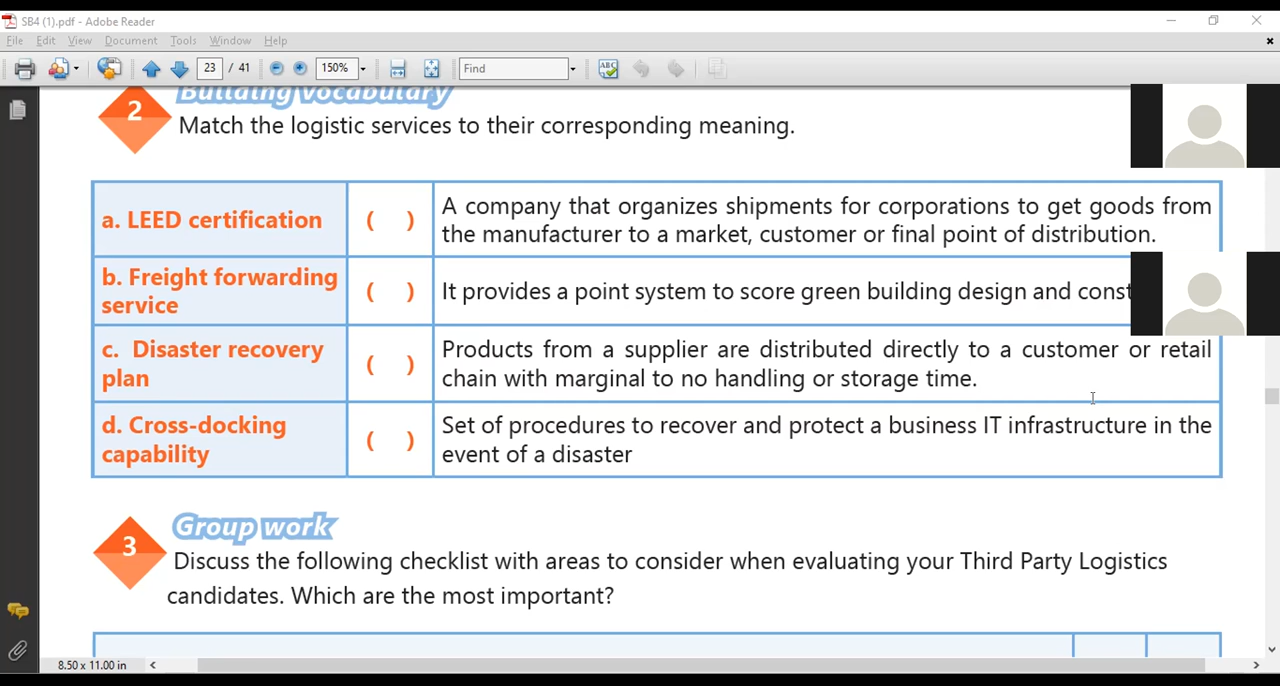 SB4 (1).pdf - Adobe Reader
File Edit View Document Tools Window Help
23 / 41 150% Find
Building vocabulary
2
Match the logistic services to their corresponding meaning.
a. LEED certification ( ) A company that organizes shipments for corporations to get goods from
the manufacturer to a market, customer or final point of distribution.
b. Freight forwarding
service ( ) It provides a point system to score green building design and const
c. Disaster recovery
plan ( ) Products from a supplier are distributed directly to a customer or retail
chain with marginal to no handling or storage time.
d. Cross-docking
capability ( ) Set of procedures to recover and protect a business IT infrastructure in the
event of a disaster
3
Group work
Discuss the following checklist with areas to consider when evaluating your Third Party Logistics
candidates. Which are the most important?
8.50 x 11.00 in